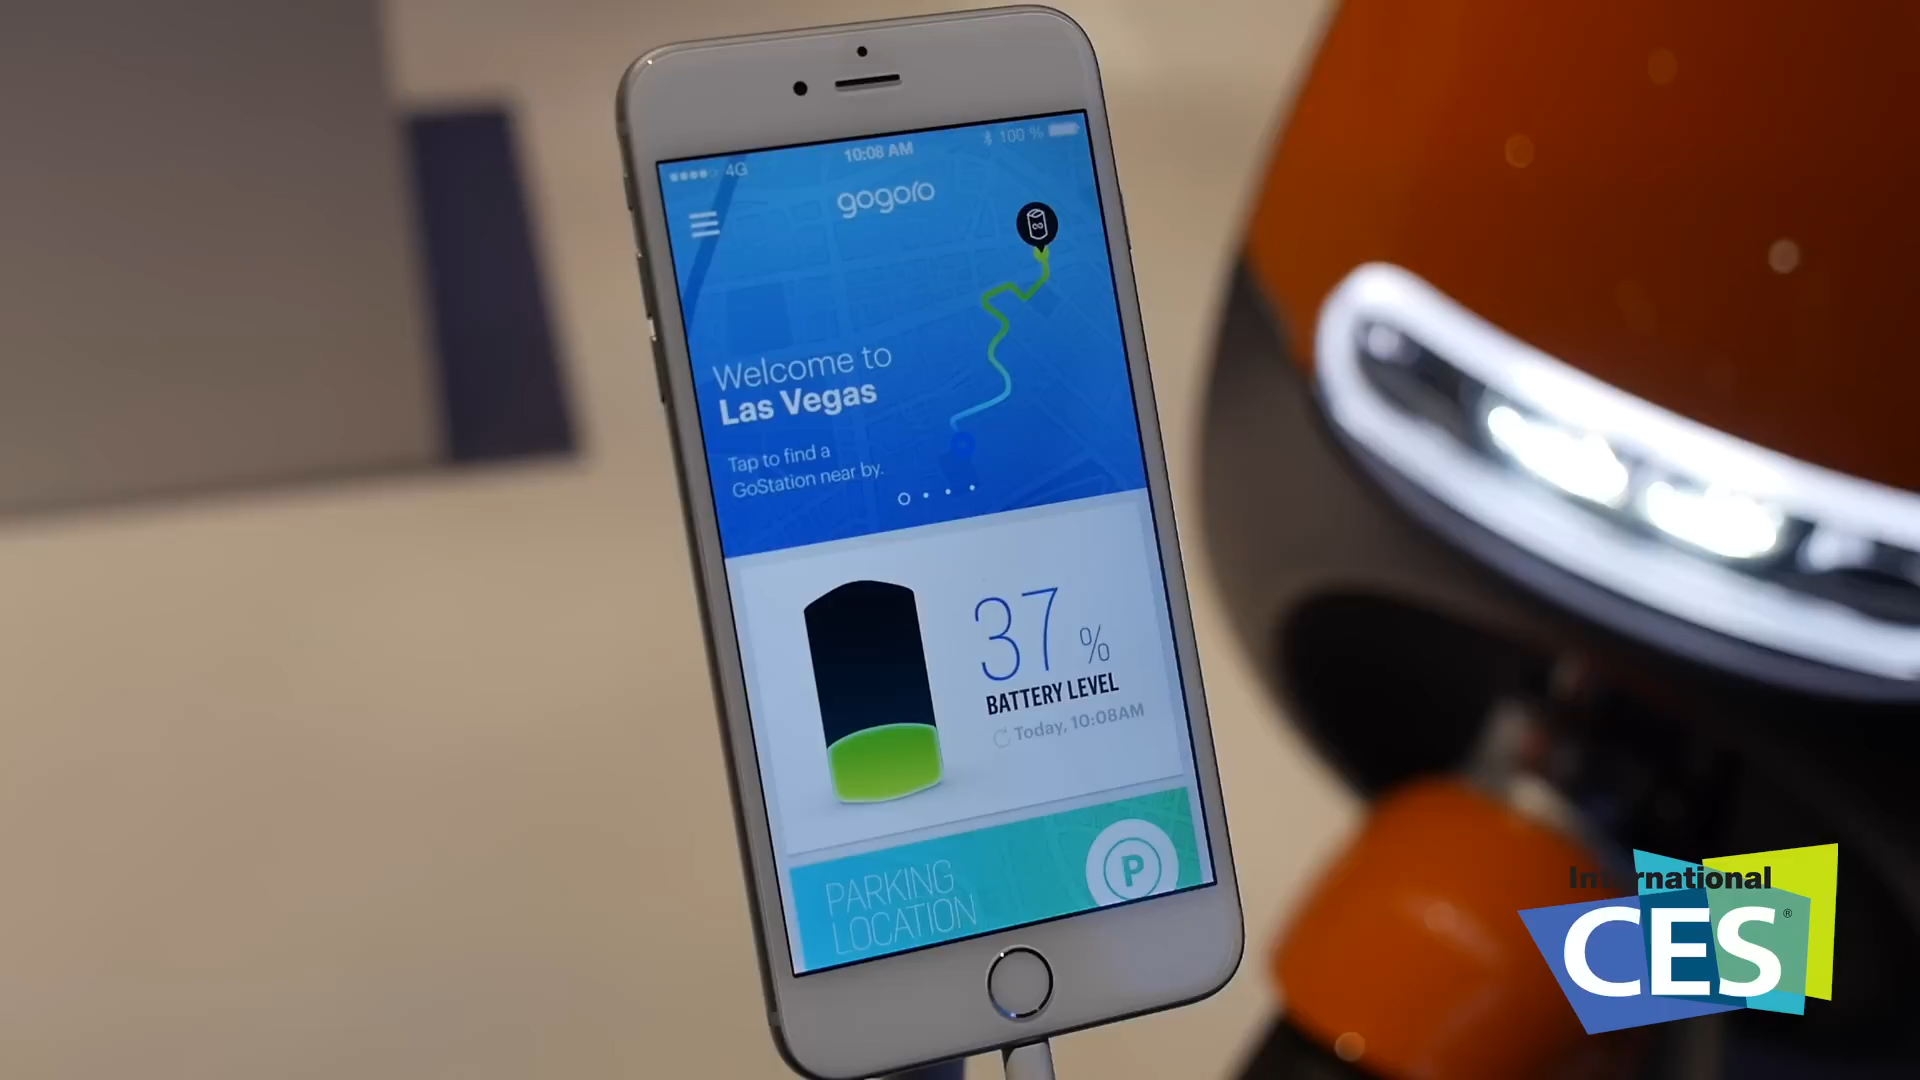 4G
10:08 AM
100 %
gogoro
Welcome to
Las Vegas
Tap to find a
GoStation near by.
37 %
BATTERY LEVEL
Today, 10:08AM
PARKING
LOCATION
P
International
CES®